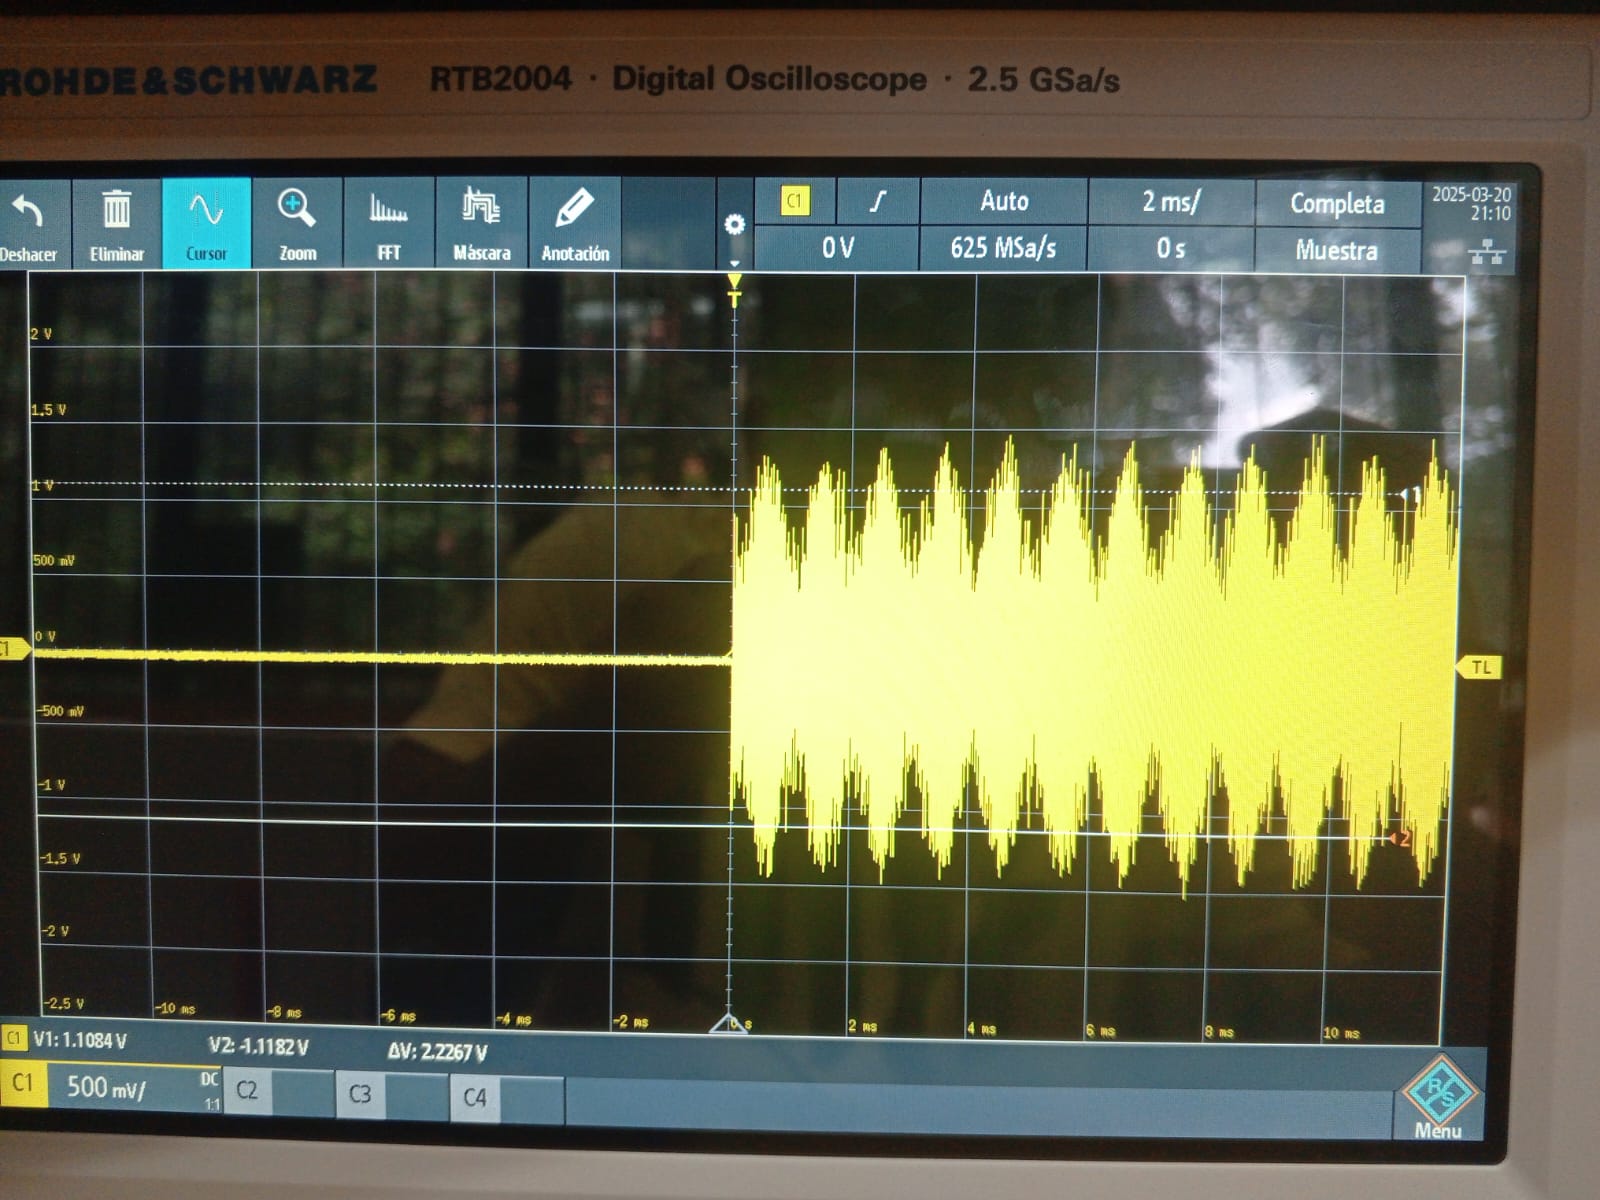 ROHDE&SCHWARZ RTB2004 · Digital Oscilloscope · 2.5 GSa/s
Deshacer Eliminar Cursor Zoom FFT Máscara Anotación
C1 Auto 2 ms/ Completa
0 V 625 MSa/s 0 s Muestra
2025-03-20
21:10
T
2 V
1.5 V
1 V
1
500 mV
0 V
C1
TL
-500 mV
-1 V
2
-1.5 V
-2 V
-2.5 V
-10 ms -8 ms -6 ms -4 ms -2 ms 0 s 2 ms 4 ms 6 ms 8 ms 10 ms
C1 V1: 1.1084 V V2: -1.1182 V ΔV: 2.2267 V
C1 500 mV/ DC 1:1 C2 C3 C4
R S
Menu